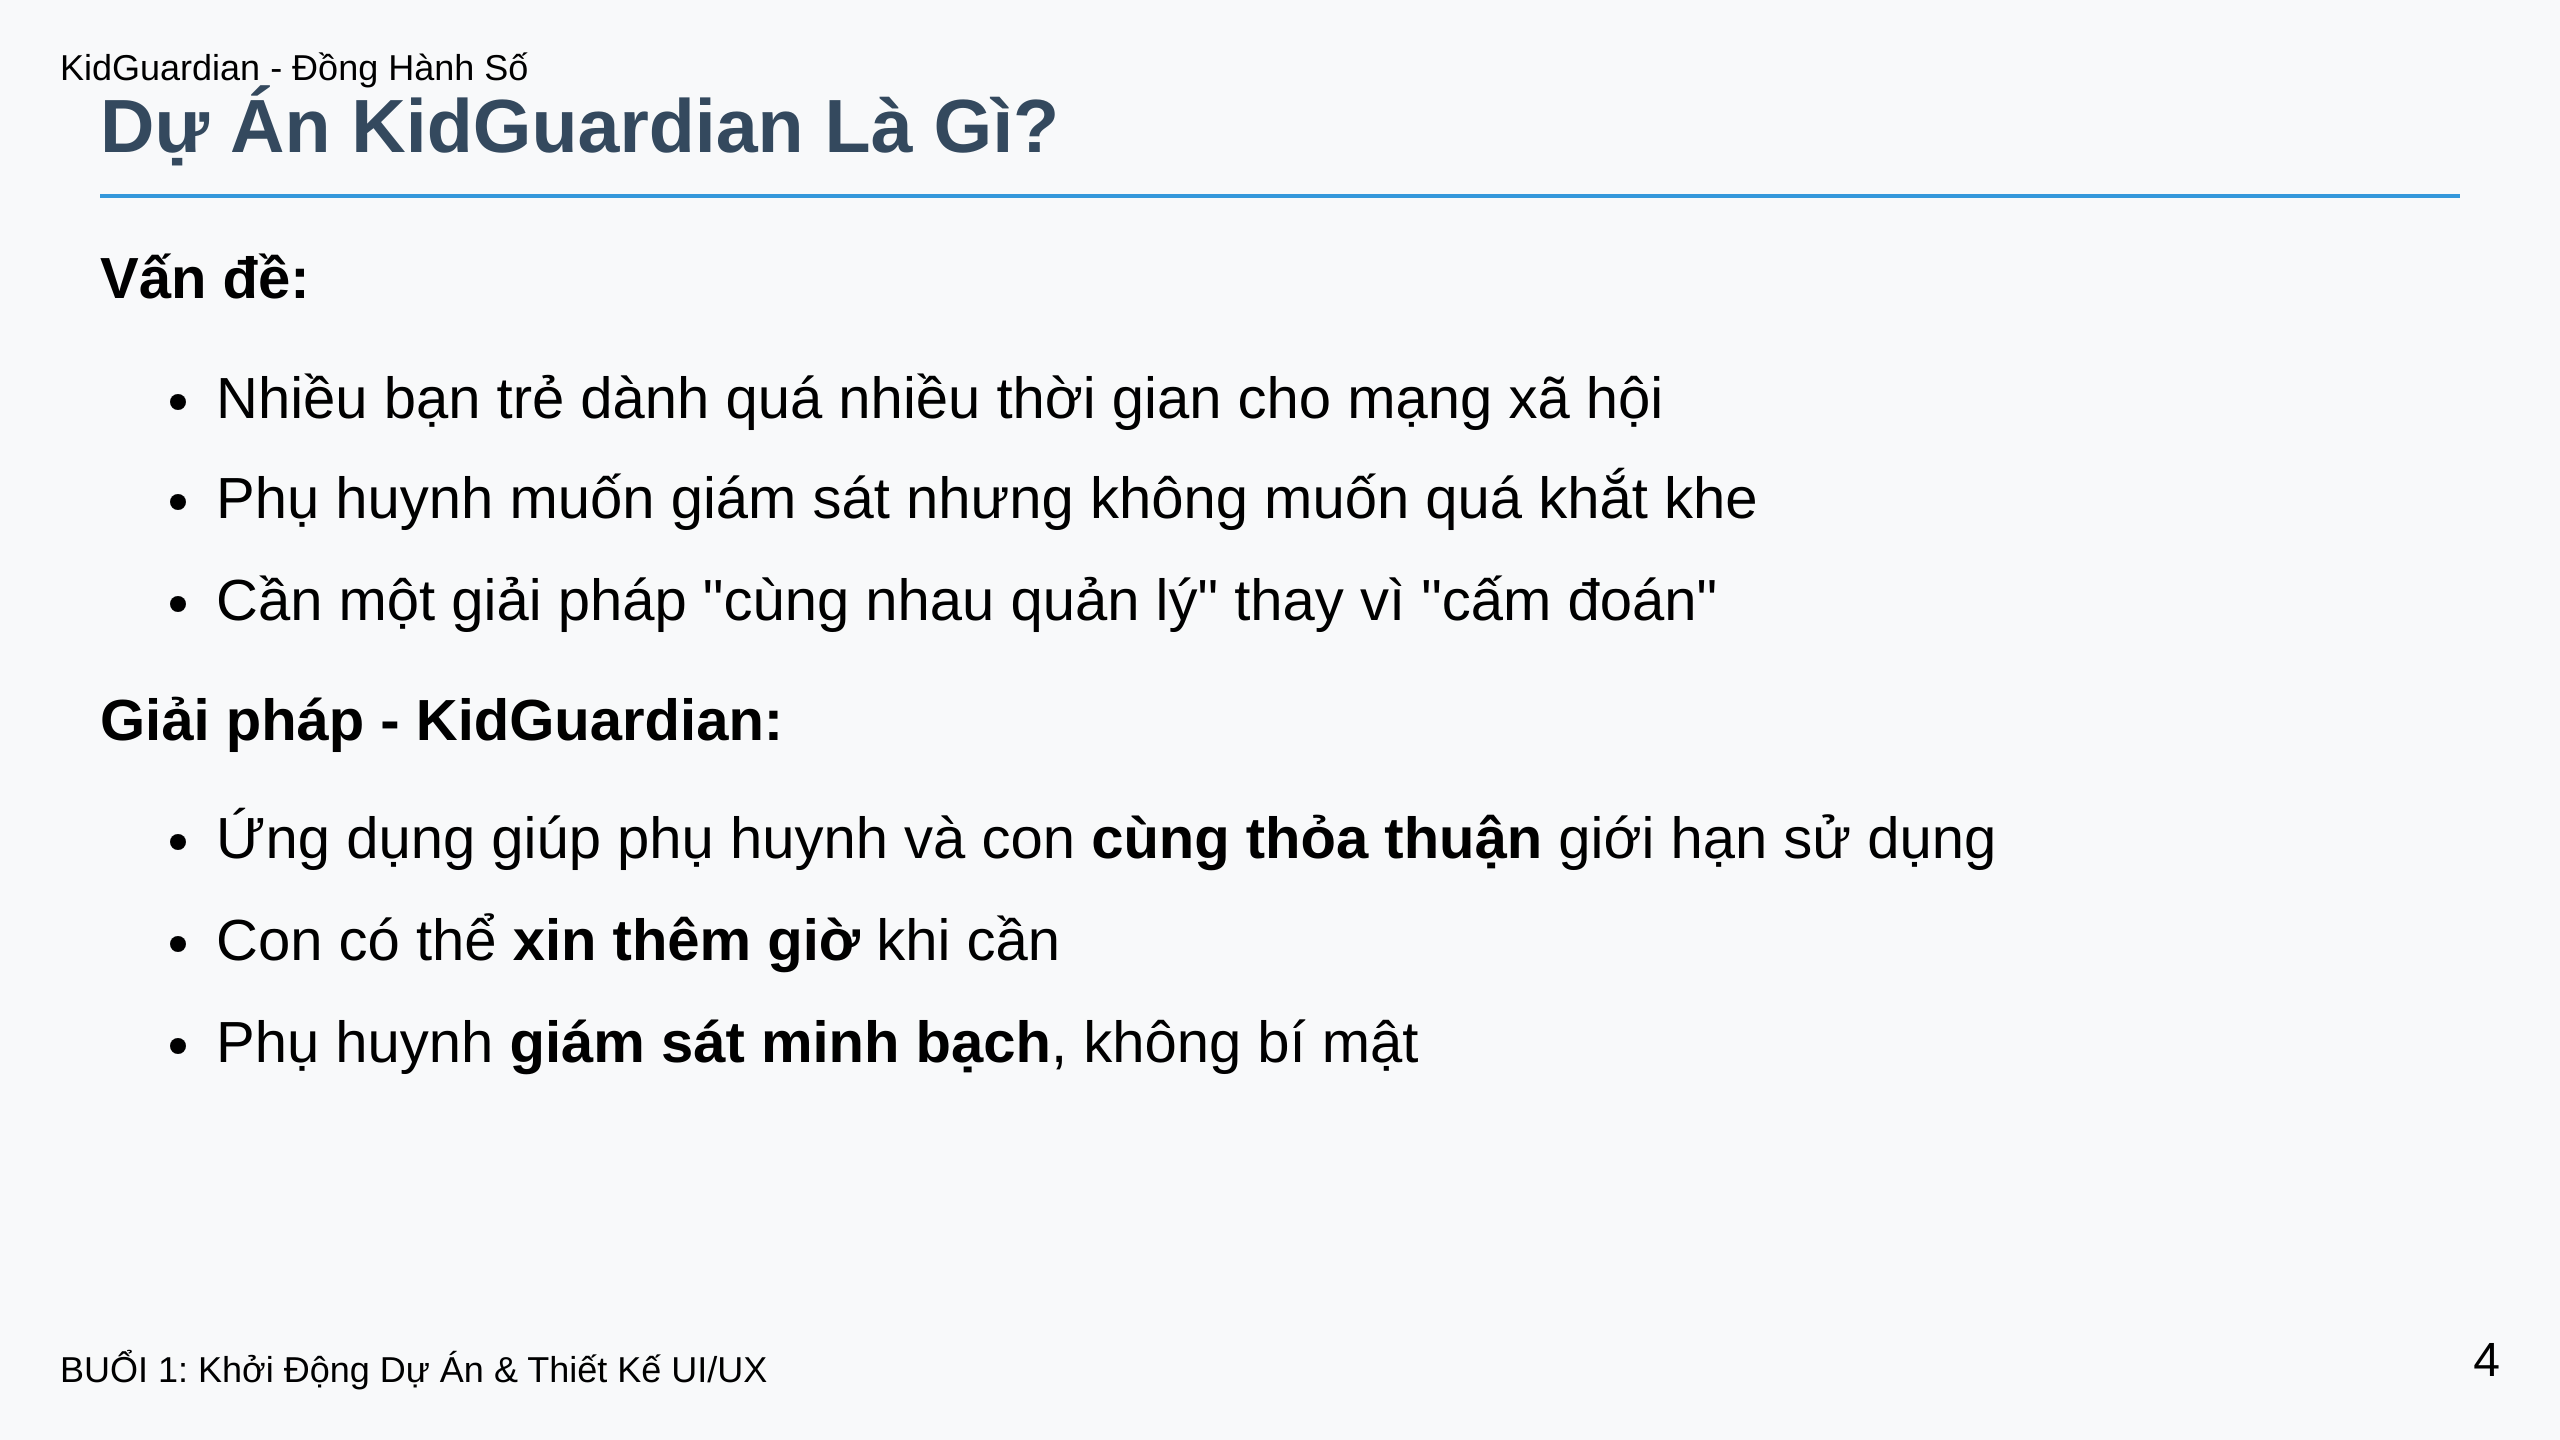 KidGuardian - Đồng Hành Số
Dự Án KidGuardian Là Gì?
Vấn đề:
• Nhiều bạn trẻ dành quá nhiều thời gian cho mạng xã hội
• Phụ huynh muốn giám sát nhưng không muốn quá khắt khe
• Cần một giải pháp "cùng nhau quản lý" thay vì "cấm đoán"
Giải pháp - KidGuardian:
• Ứng dụng giúp phụ huynh và con cùng thỏa thuận giới hạn sử dụng
• Con có thể xin thêm giờ khi cần
• Phụ huynh giám sát minh bạch, không bí mật
BUỔI 1: Khởi Động Dự Án & Thiết Kế UI/UX
4